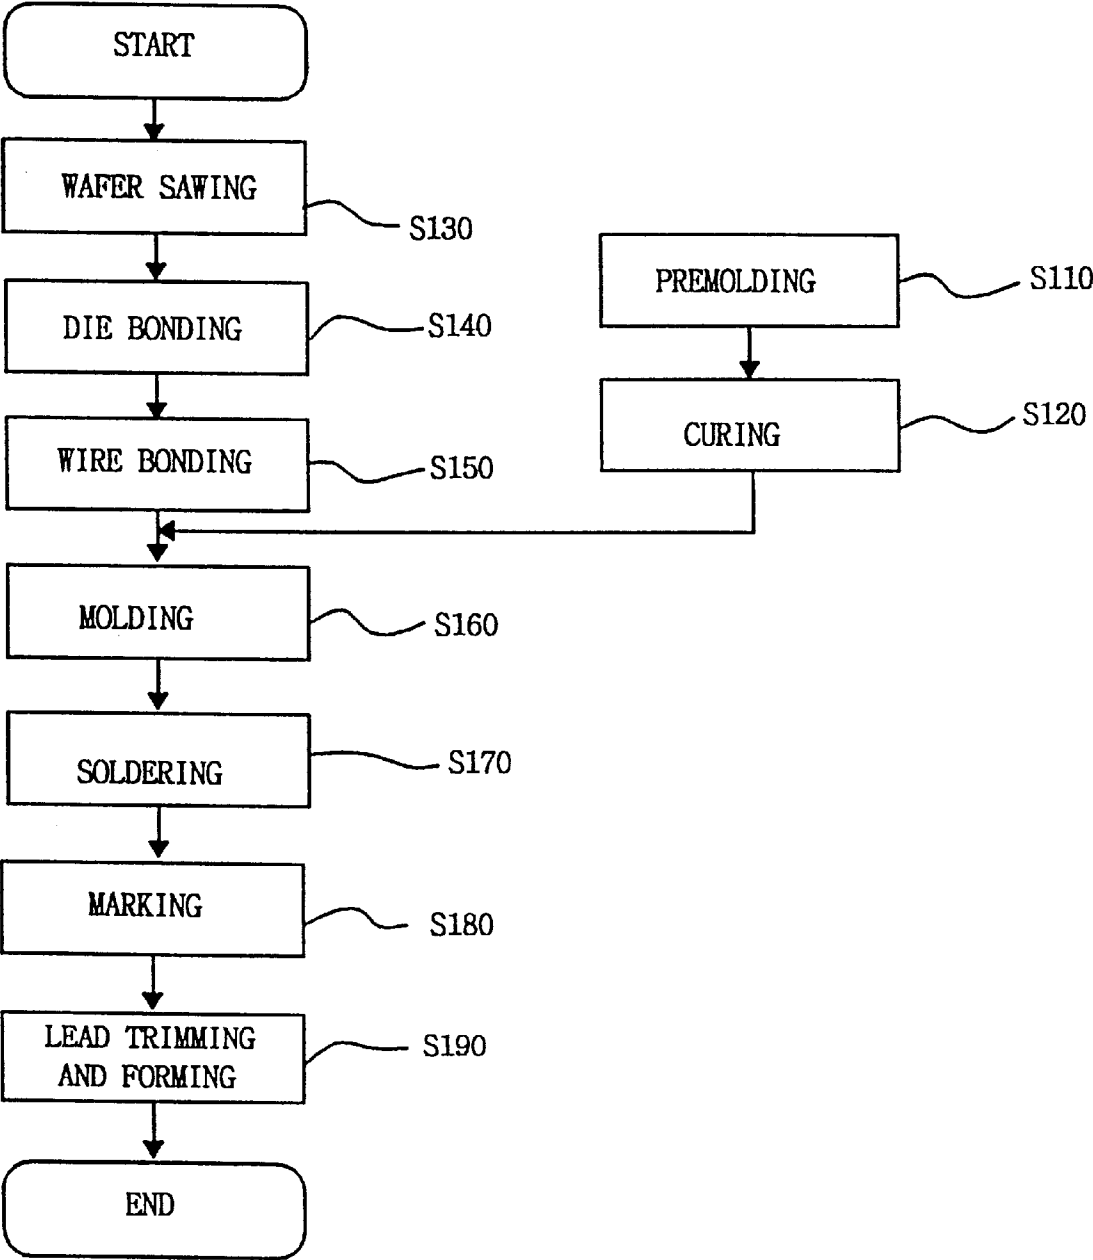 START
WAFER SAWING
S130
DIE BONDING
S140
WIRE BONDING
S150
PREMOLDING
S110
CURING
S120
MOLDING
S160
SOLDERING
S170
MARKING
S180
LEAD TRIMMING
AND FORMING
S190
END